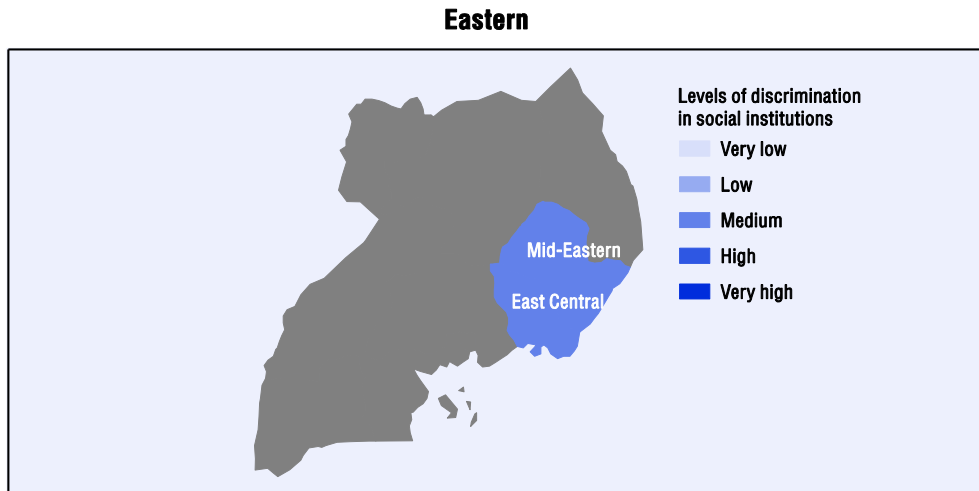 Eastern
Levels of discrimination
in social institutions
Very low
Low
Medium
High
Very high
Mid-Eastern
East Central